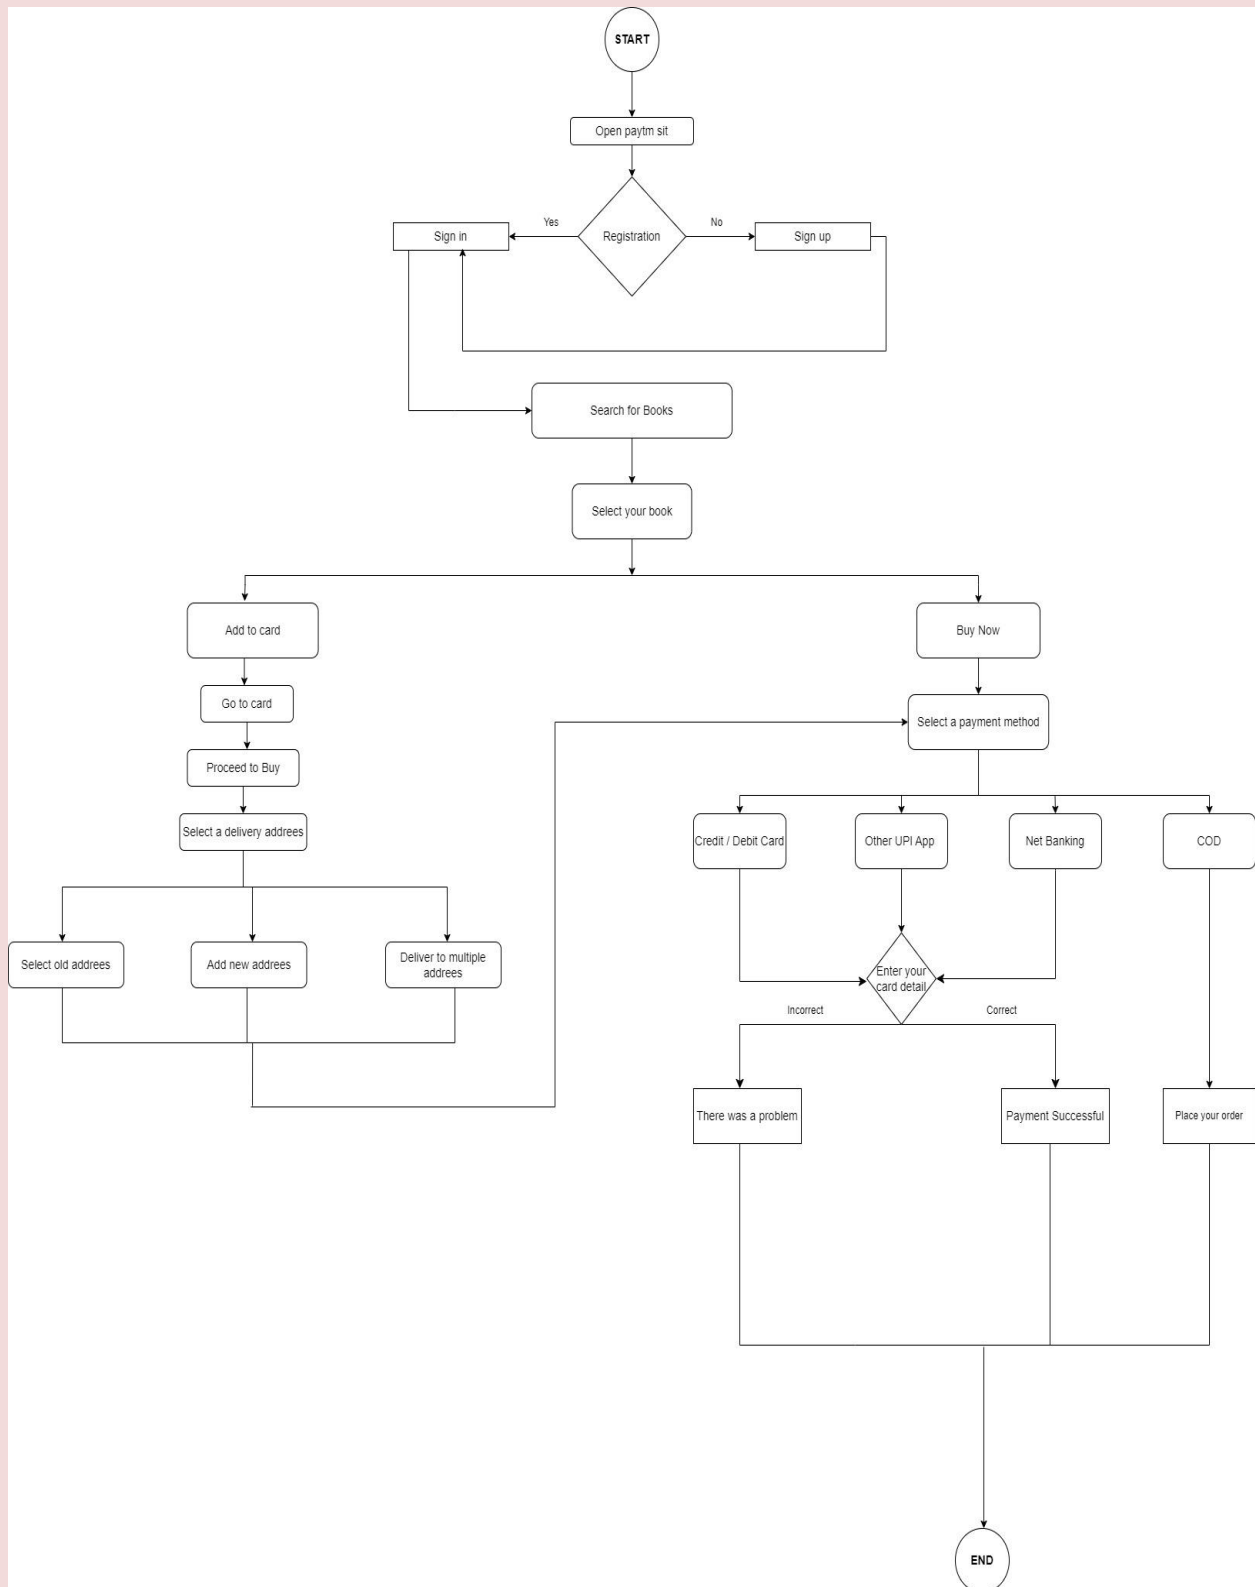 START
Open paytm sit
Yes
No
Sign in
Registration
Sign up
Search for Books
Select your book
Add to card
Buy Now
Go to card
Select a payment method
Proceed to Buy
Select a delivery addrees
Credit / Debit Card
Other UPI App
Net Banking
COD
Select old addrees
Add new addrees
Deliver to multiple
addrees
Enter your
card detail
Incorrect
Correct
There was a problem
Payment Successful
Place your order
END